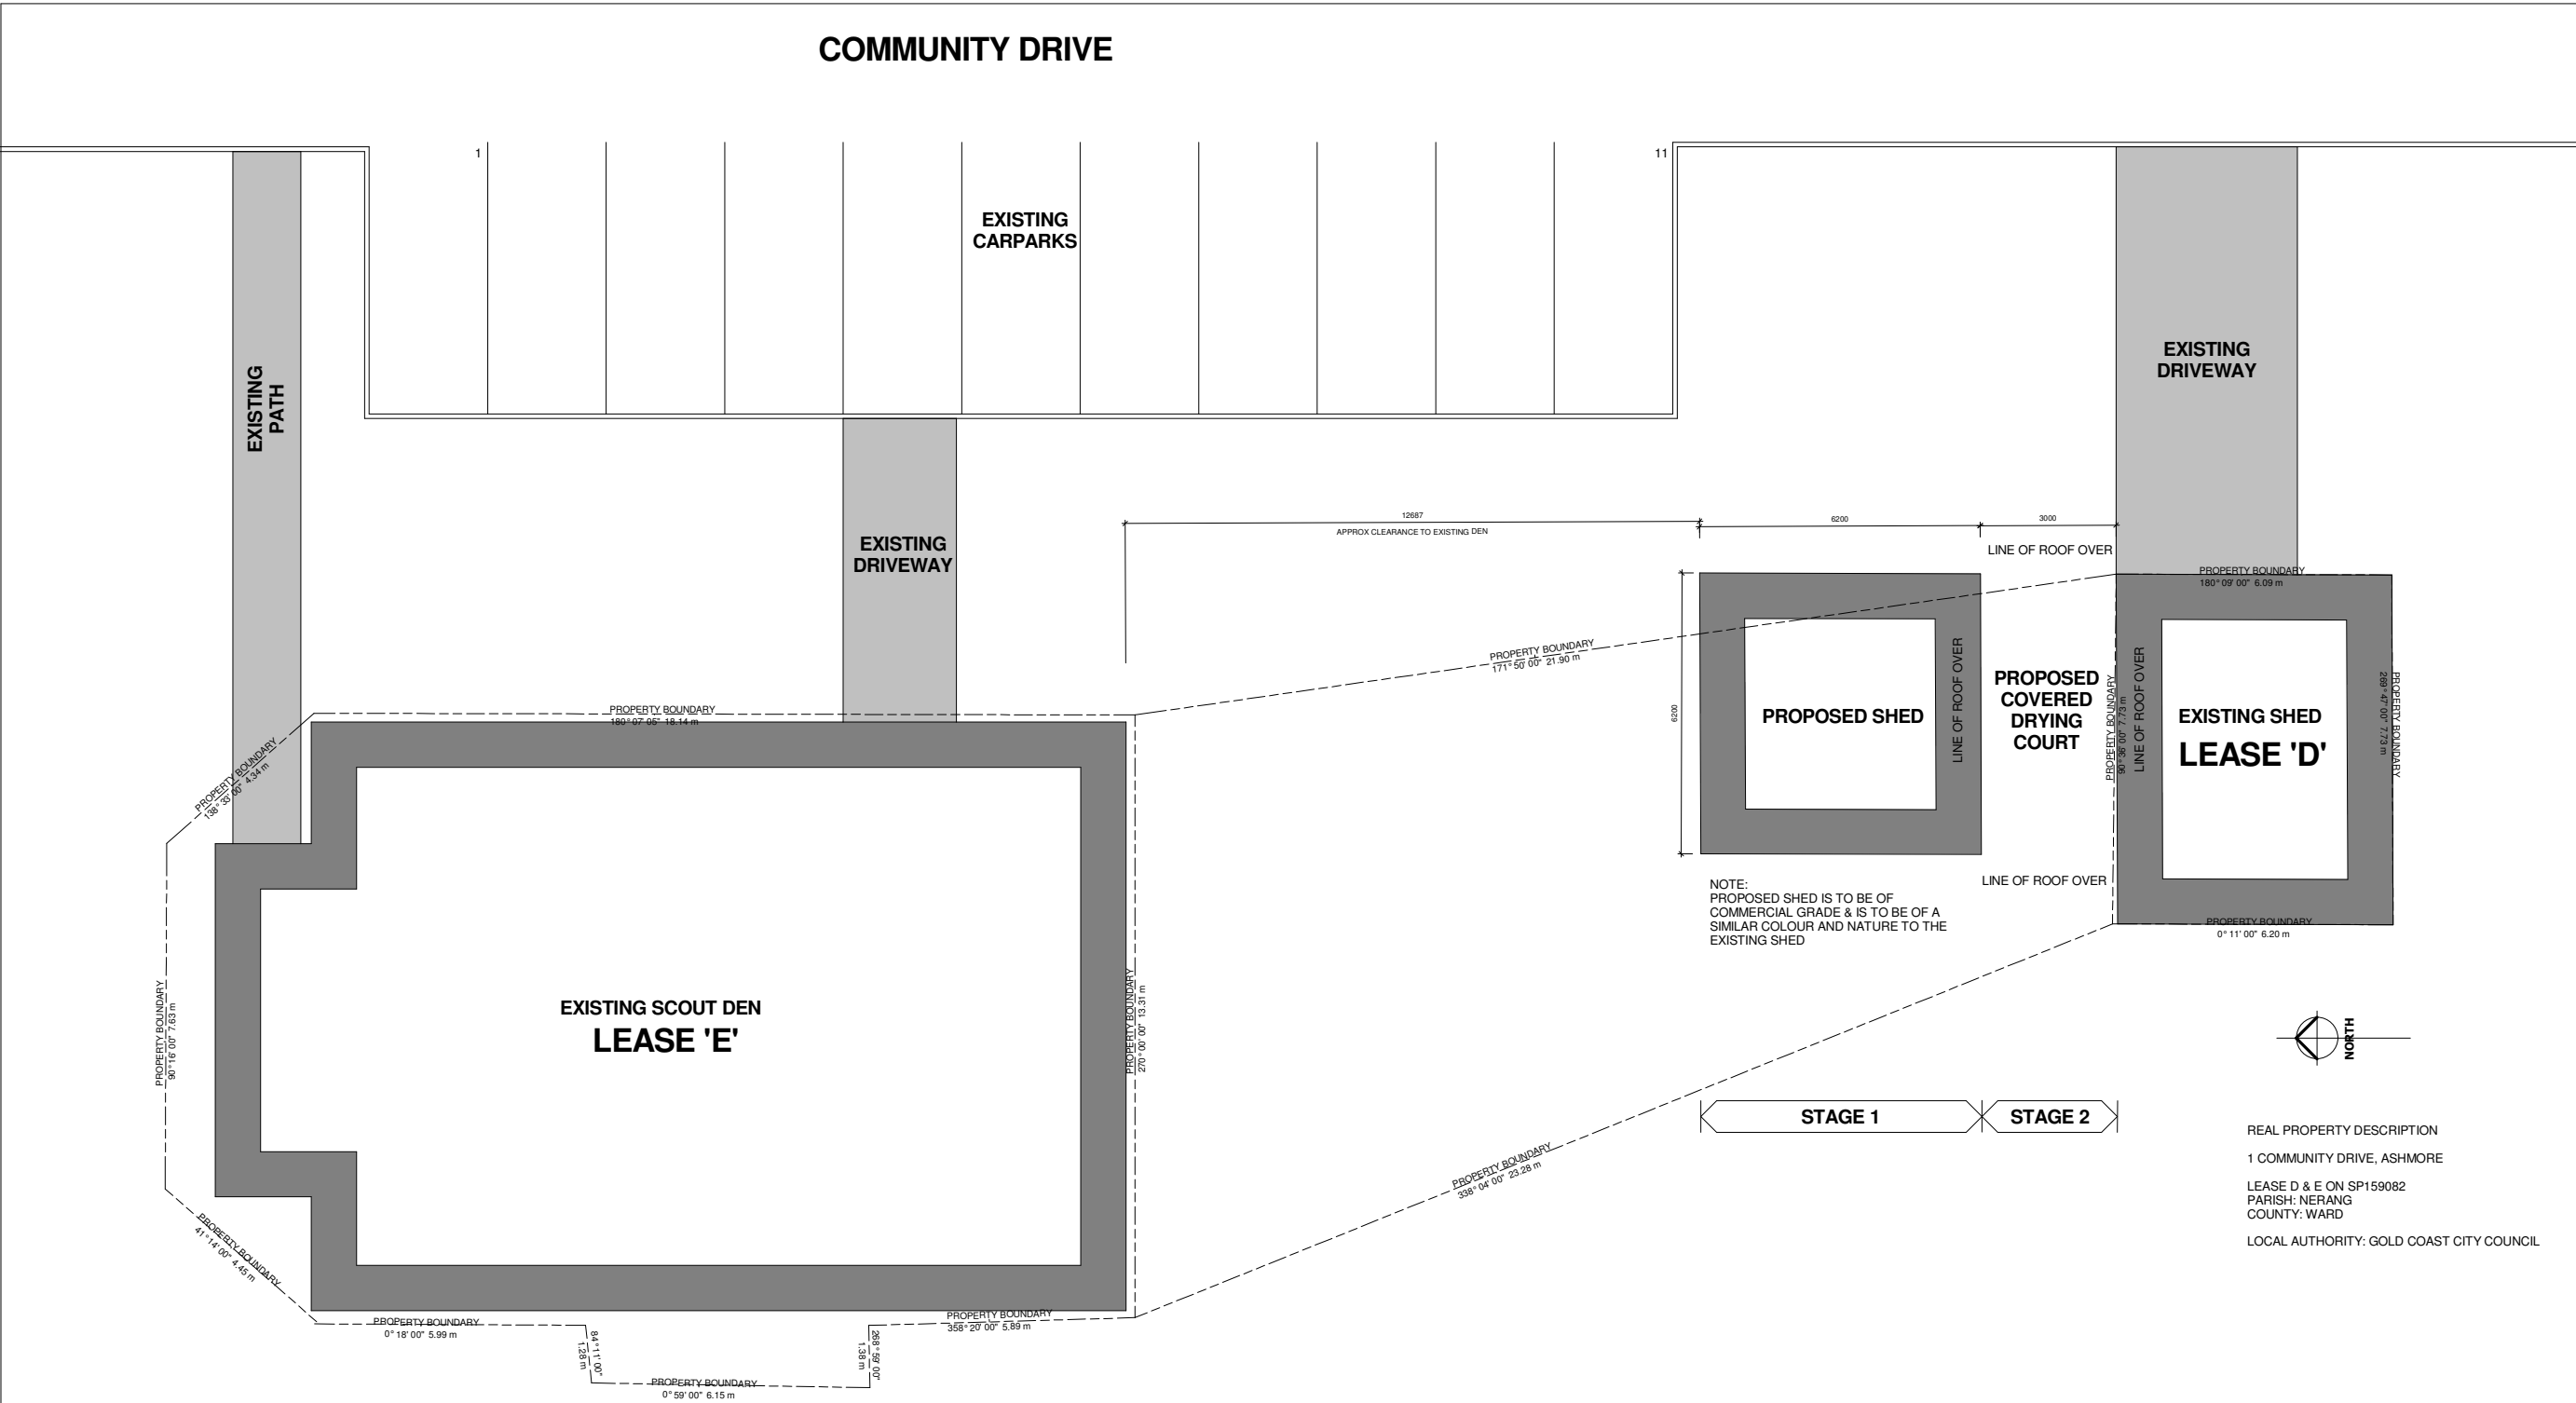 COMMUNITY DRIVE
1
11
EXISTING
CARPARKS
EXISTING
PATH
EXISTING
DRIVEWAY
EXISTING
DRIVEWAY
12687
APPROX CLEARANCE TO EXISTING DEN
6200
3000
LINE OF ROOF OVER
PROPERTY BOUNDARY
180° 09' 00" 6.09 m
PROPERTY BOUNDARY
171° 50' 00" 21.90 m
6200
PROPOSED SHED
LINE OF ROOF OVER
PROPOSED
COVERED
DRYING
COURT
PROPERTY BOUNDARY
90° 36' 00" 7.73 m
LINE OF ROOF OVER
EXISTING SHED
LEASE 'D'
PROPERTY BOUNDARY
269° 47' 00" 7.73 m
PROPERTY BOUNDARY
180° 07' 05" 18.14 m
PROPERTY BOUNDARY
138° 33' 00" 4.34 m
NOTE:
PROPOSED SHED IS TO BE OF
COMMERCIAL GRADE & IS TO BE OF A
SIMILAR COLOUR AND NATURE TO THE
EXISTING SHED
LINE OF ROOF OVER
PROPERTY BOUNDARY
0° 11' 00" 6.20 m
PROPERTY BOUNDARY
90° 16' 00" 7.63 m
EXISTING SCOUT DEN
LEASE 'E'
PROPERTY BOUNDARY
270° 00' 00" 13.31 m
NORTH
STAGE 1
STAGE 2
PROPERTY BOUNDARY
338° 04' 00" 23.28 m
REAL PROPERTY DESCRIPTION
1 COMMUNITY DRIVE, ASHMORE
LEASE D & E ON SP159082
PARISH: NERANG
COUNTY: WARD
LOCAL AUTHORITY: GOLD COAST CITY COUNCIL
PROPERTY BOUNDARY
41° 14' 00" 4.45 m
PROPERTY BOUNDARY
0° 18' 00" 5.99 m
84° 11' 00"
1.28 m
PROPERTY BOUNDARY
0° 59' 00" 6.15 m
268° 59' 00"
1.38 m
PROPERTY BOUNDARY
358° 20' 00" 5.89 m